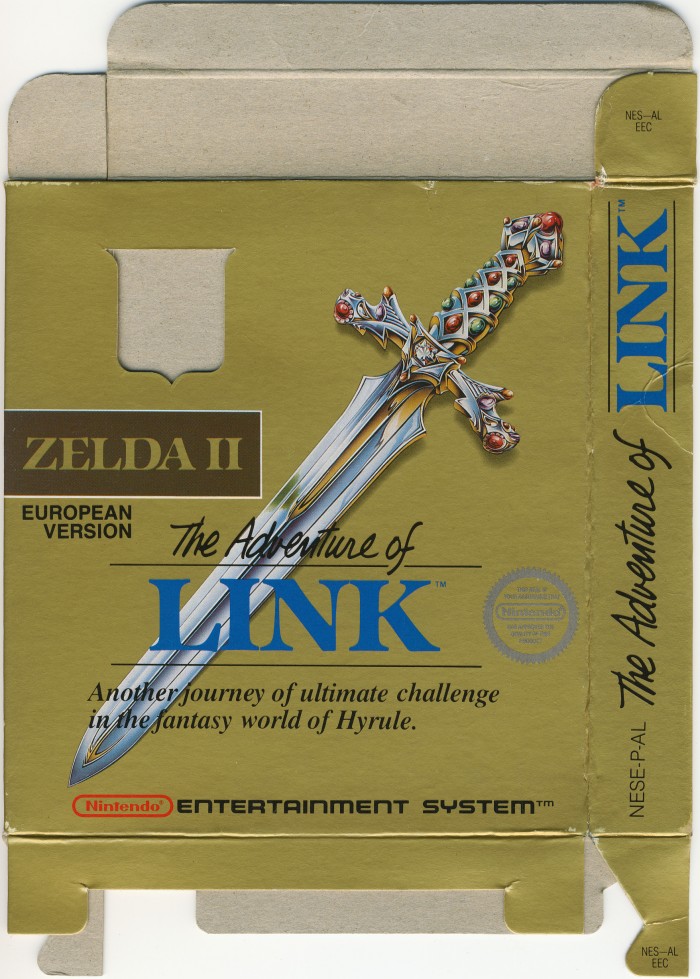 NES—AL
EEC
ZELDA II
EUROPEAN
VERSION
The Adventure of
LINK™
Another journey of ultimate challenge
in the fantasy world of Hyrule.
Nintendo® ENTERTAINMENT SYSTEM™
Nintendo
NESE-P-AL The Adventure of LINK™
NES—AL
EEC